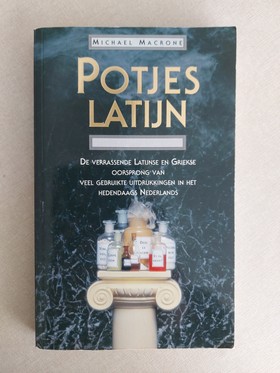 MICHAEL MACRONE
POTJES
LATIJN
DE VERRASSENDE LATIJNSE EN GRIEKSE
OORSPRONG VAN
VEEL GEBRUIKTE UITDRUKKINGEN IN HET
HEDENDAAGS NEDERLANDS